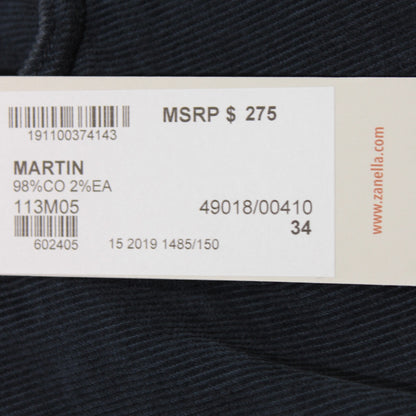 MSRP $ 275
191100374143
MARTIN
98%CO 2%EA
113M05
49018/00410
34
602405
15 2019 1485/150
www.zanella.com